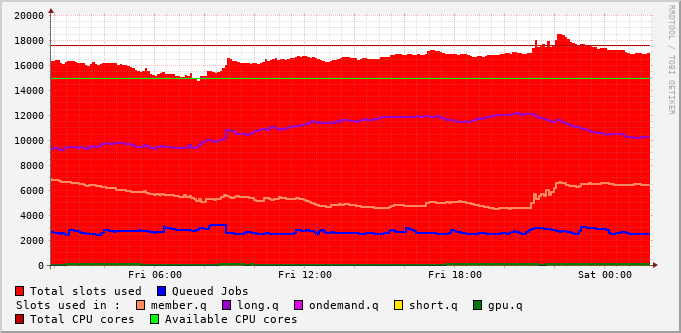 20000
18000
16000
14000
12000
10000
8000
6000
4000
2000
0
Fri 06:00 Fri 12:00 Fri 18:00 Sat 00:00
Total slots used Queued Jobs
Slots used in : member.q long.q ondemand.q short.q gpu.q
Total CPU cores Available CPU cores
RRDTOOL / TOBI OETIKER